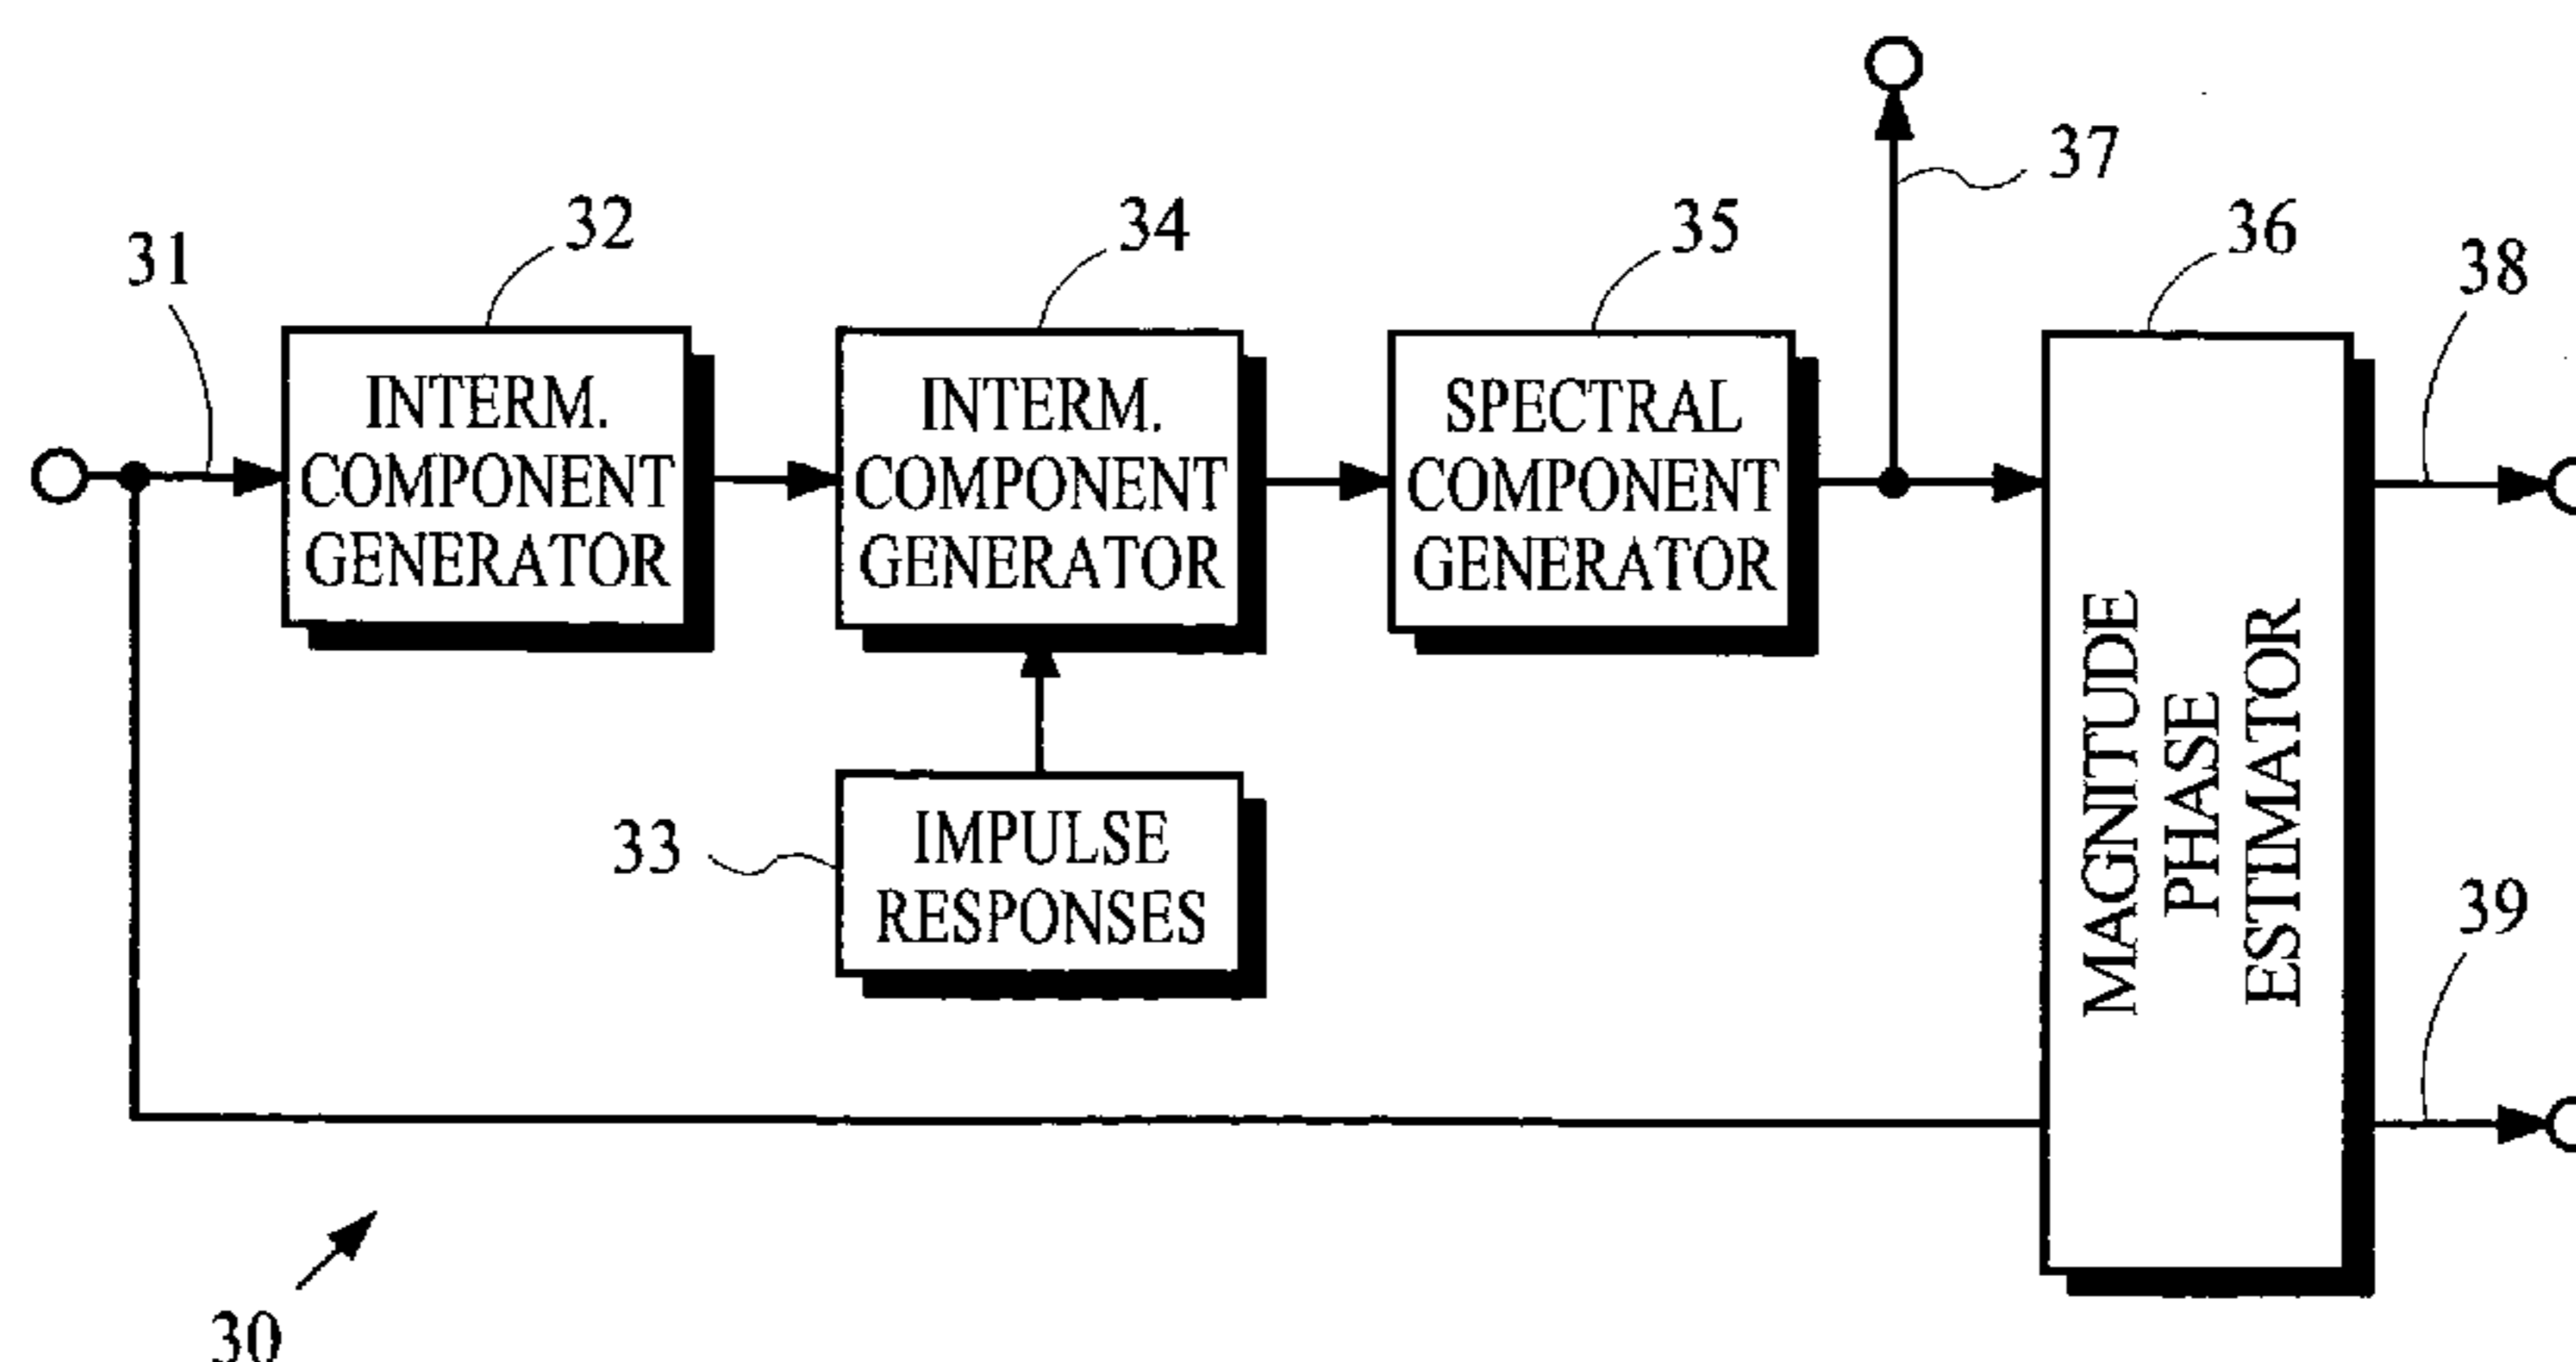 37
32
34
35
36
31
38
INTERM.
COMPONENT
GENERATOR
INTERM.
COMPONENT
GENERATOR
SPECTRAL
COMPONENT
GENERATOR
MAGNITUDE
PHASE
ESTIMATOR
33
IMPULSE
RESPONSES
39
30